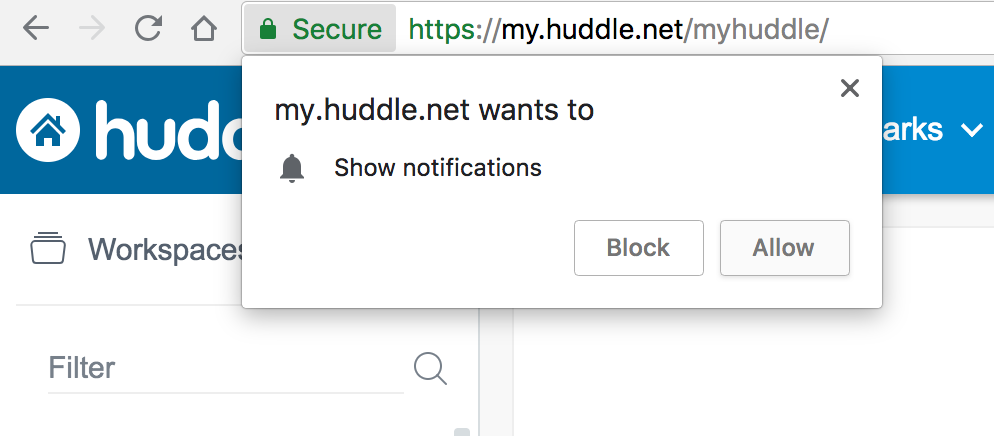 Secure https://my.huddle.net/myhuddle/
my.huddle.net wants to
Show notifications
Block Allow
Workspaces
Filter